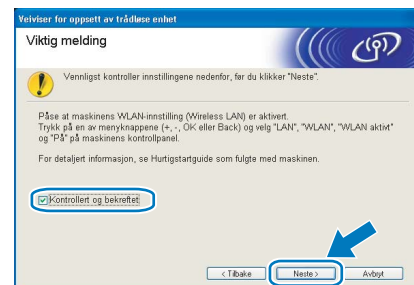 Veiviser for oppsett av trådløse enhet
Viktig melding
Vennligst kontroller innstillingene nedenfor, før du klikker "Neste".
Påse at maskinens WLAN-innstilling (Wireless LAN) er aktivert.
Trykk på en av menyknappene (+, -, OK eller Back) og velg "LAN", "WLAN", "WLAN aktivt"
og "På" på maskinens kontrollpanel.
For detaljert informasjon, se Hurtigstartguide som fulgte med maskinen.
Kontrollert og bekreftet
< Tilbake Neste > Avbryt